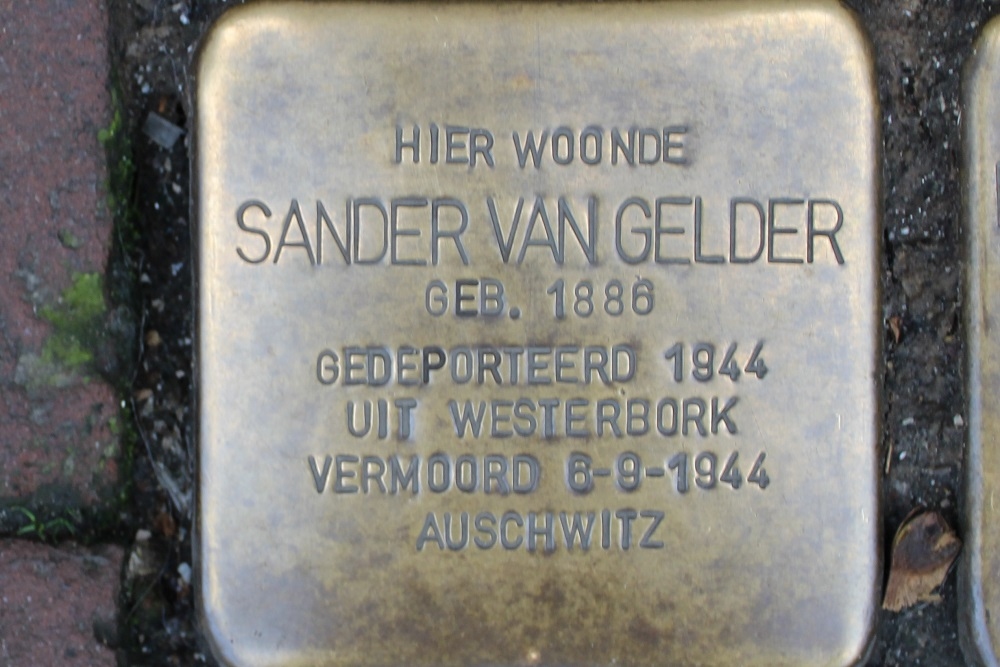 HIER WOONDE
SANDER VAN GELDER
GEB. 1886
GEDEPORTEERD 1944
UIT WESTERBORK
VERMOORD 6-9-1944
AUSCHWITZ